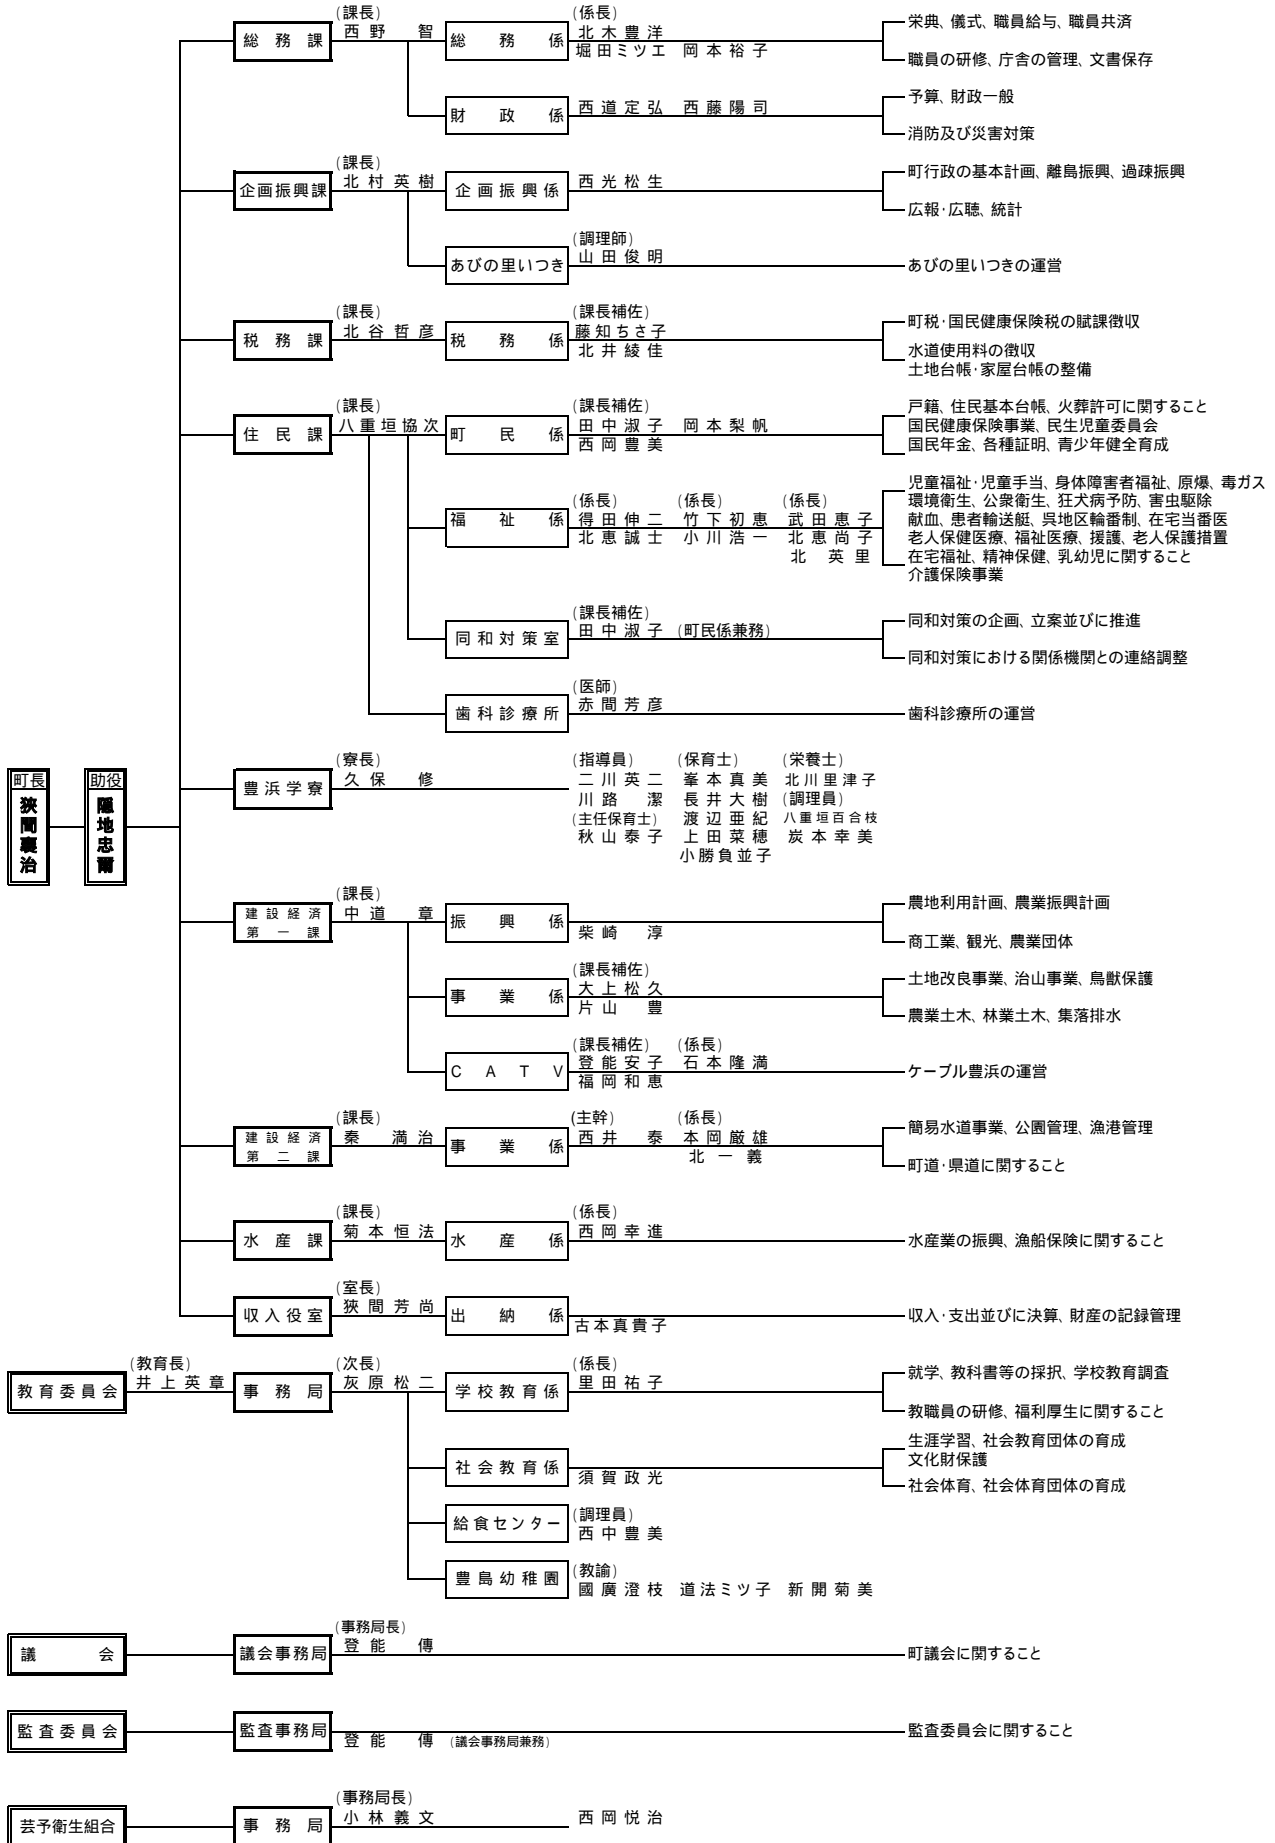 町長
狹間襄治
助役
隠地忠爾
総務課
(課長)
西野 智
総務係
(係長)
北木豊洋
堀田ミツエ 岡本裕子
栄典、儀式、職員給与、職員共済
職員の研修、庁舎の管理、文書保存
財政係
西道定弘 西藤陽司
予算、財政一般
消防及び災害対策
企画振興課
(課長)
北村英樹
企画振興係
西光松生
町行政の基本計画、離島振興、過疎振興
広報・広聴、統計
あびの里いつき
(調理師)
山田俊明
あびの里いつきの運営
税務課
(課長)
北谷哲彦
税務係
(課長補佐)
藤知ちさ子
北井綾佳
町税・国民健康保険税の賦課徴収
水道使用料の徴収
土地台帳・家屋台帳の整備
住民課
(課長)
八重垣協次
町民係
(課長補佐)
田中淑子 岡本梨帆
西岡豊美
戸籍、住民基本台帳、火葬許可に関すること
国民健康保険事業、民生児童委員会
国民年金、各種証明、青少年健全育成
福祉係
(係長) (係長) (係長)
得田伸二 竹下初恵 武田恵子
北恵誠士 小川浩一 北恵尚子
北 英里
児童福祉・児童手当、身体障害者福祉、原爆、毒ガス
環境衛生、公衆衛生、狂犬病予防、害虫駆除
献血、患者輸送艇、呉地区輪番制、在宅当番医
老人保健医療、福祉医療、援護、老人保護措置
在宅福祉、精神保健、乳幼児に関すること
介護保険事業
同和対策室
(課長補佐)
田中淑子 (町民係兼務)
同和対策の企画、立案並びに推進
同和対策における関係機関との連絡調整
歯科診療所
(医師)
赤間芳彦
歯科診療所の運営
豊浜学寮
(寮長)
久保 修
(指導員) (保育士) (栄養士)
二川英二 峯本真美 北川里津子
川路 潔 長井大樹 (調理員)
(主任保育士) 渡辺亜紀 八重垣百合枝
秋山泰子 上田菜穂 炭本幸美
小勝負並子
建設経済
第一課
(課長)
中道 章
振興係
柴崎 淳
農地利用計画、農業振興計画
商工業、観光、農業団体
事業係
(課長補佐)
大上松久
片山 豊
土地改良事業、治山事業、鳥獣保護
農業土木、林業土木、集落排水
CATV
(課長補佐) (係長)
登能安子 石本隆満
福岡和恵
ケーブル豊浜の運営
建設経済
第二課
(課長)
秦 満治
事業係
(主幹) (係長)
西井 泰 本岡厳雄
北一義
簡易水道事業、公園管理、漁港管理
町道・県道に関すること
水産課
(課長)
菊本恒法
水産係
(係長)
西岡幸進
水産業の振興、漁船保険に関すること
収入役室
(室長)
狹間芳尚
出納係
古本真貴子
収入・支出並びに決算、財産の記録管理
教育委員会
(教育長)
井上英章
事務局
(次長)
灰原松二
学校教育係
(係長)
里田祐子
就学、教科書等の採択、学校教育調査
教職員の研修、福利厚生に関すること
社会教育係
須賀政光
生涯学習、社会教育団体の育成
文化財保護
社会体育、社会体育団体の育成
給食センター
(調理員)
西中豊美
豊島幼稚園
(教諭)
國廣澄枝 道法ミツ子 新開菊美
議会
議会事務局
(事務局長)
登能 傳
町議会に関すること
監査委員会
監査事務局
登能 傳 (議会事務局兼務)
監査委員会に関すること
芸予衛生組合
事務局
(事務局長)
小林義文
西岡悦治